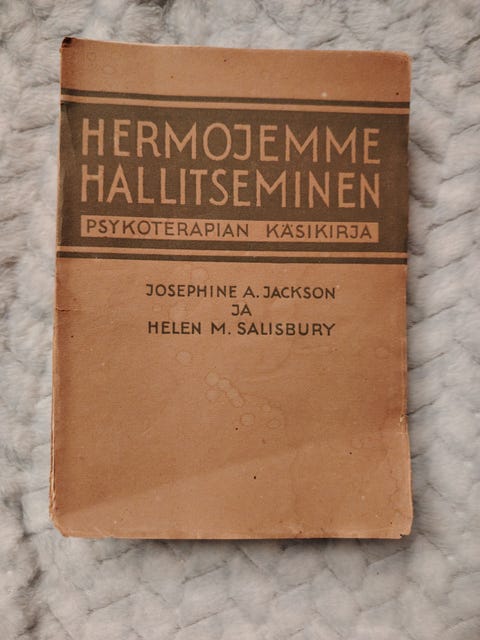 HERMOJEMME
HALLITSEMINEN
PSYKOTERAPIAN KÄSIKIRJA
JOSEPHINE A. JACKSON
JA
HELEN M. SALISBURY